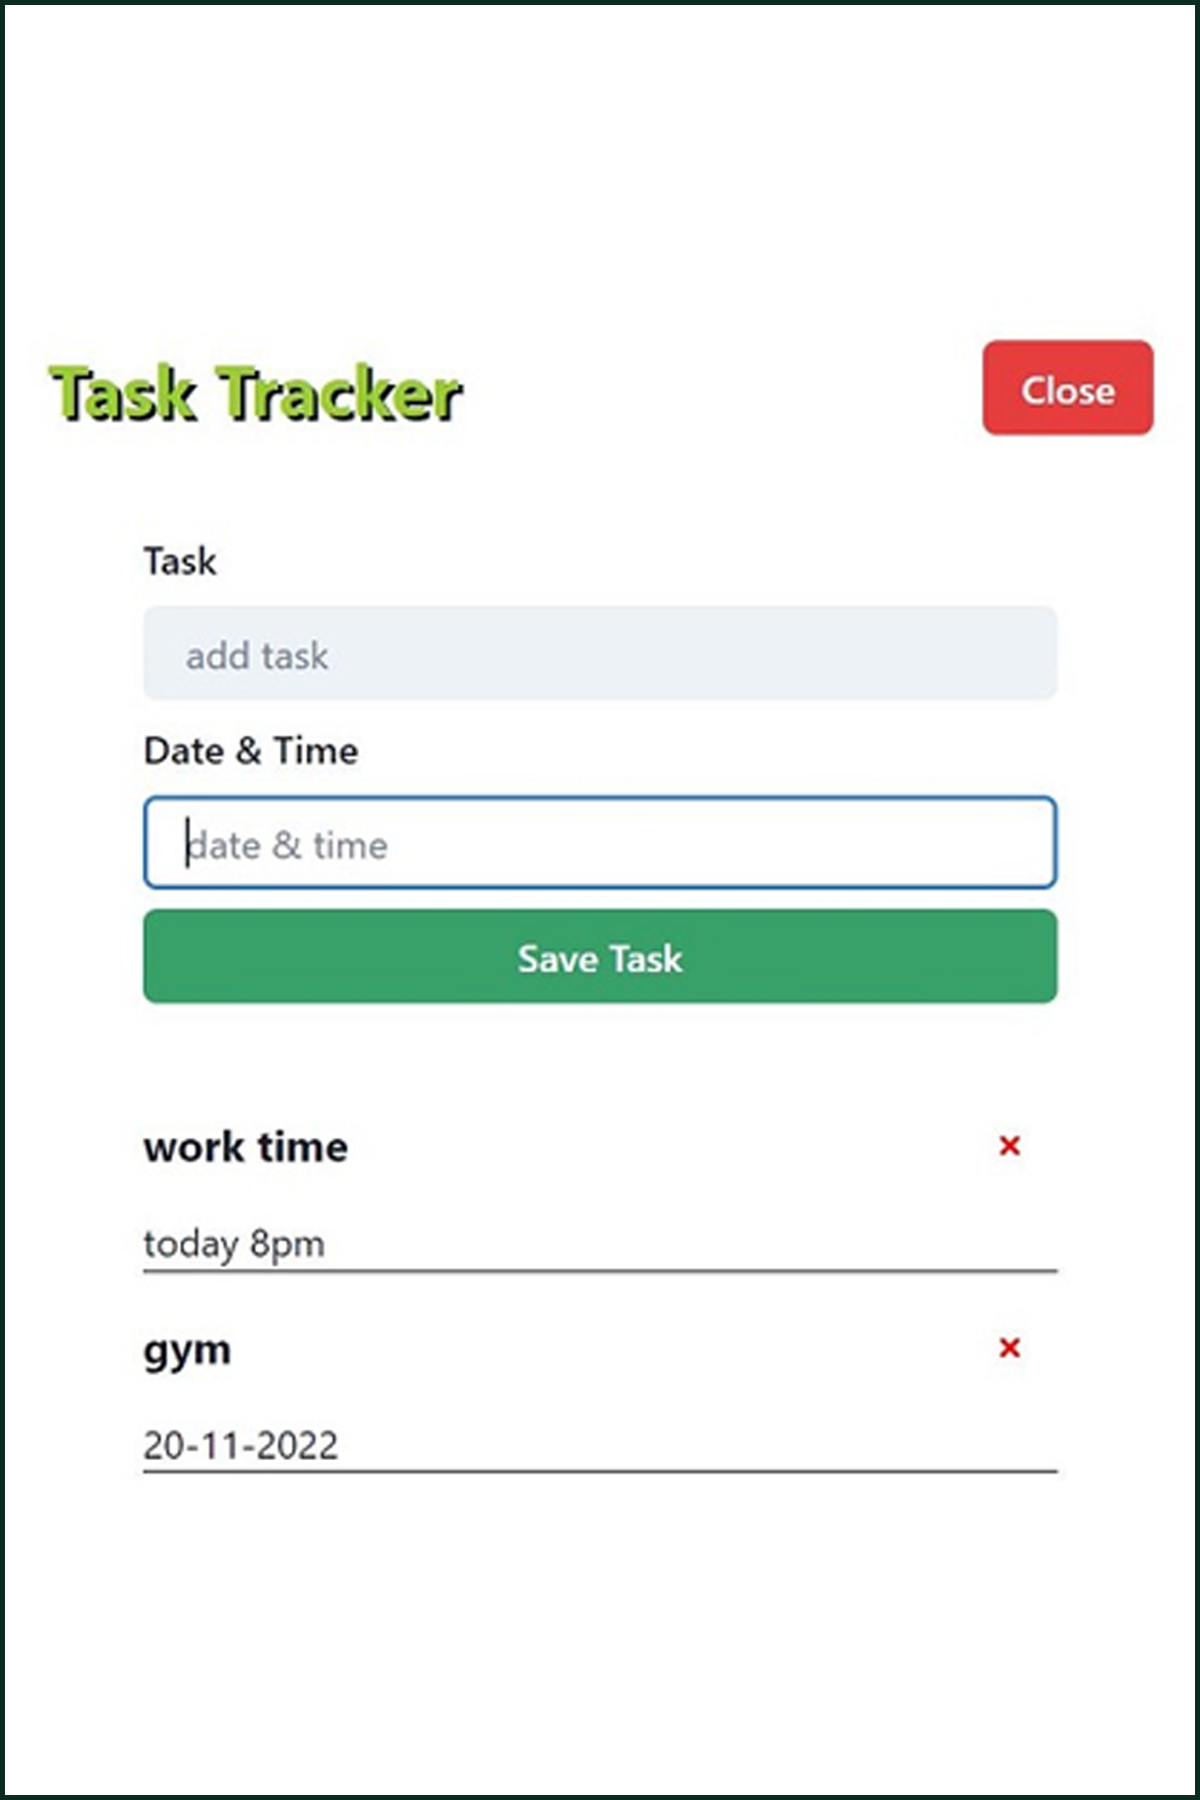 Task Tracker
Close
Task
add task
Date & Time
date & time
Save Task
work time
today 8pm
gym
20-11-2022